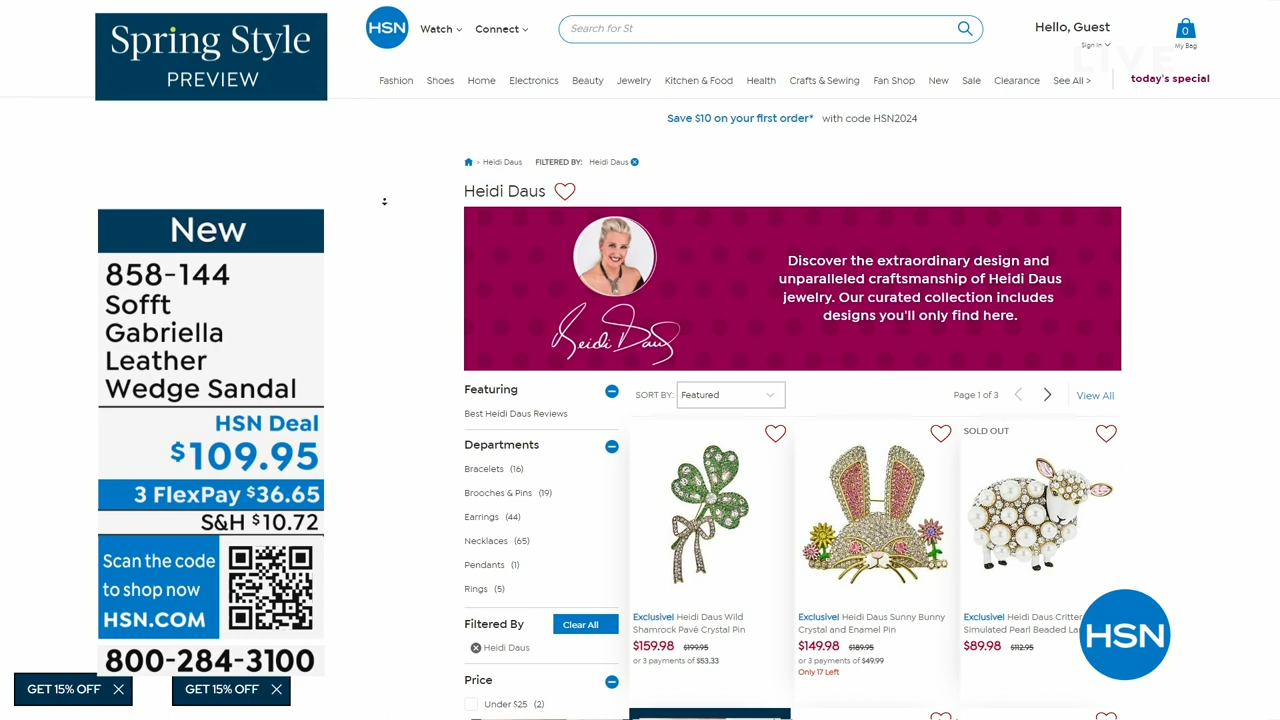 Spring Style
PREVIEW
HSN
Watch
Connect
Search for St
Hello, Guest
Sign In
0
My Bag
LIVE
Fashion Shoes Home Electronics Beauty Jewelry Kitchen & Food Health Crafts & Sewing Fan Shop New Sale Clearance See All >
today's special
Save $10 on your first order* with code HSN2024
> Heidi Daus FILTERED BY: Heidi Daus
Heidi Daus
Heidi Daus
Discover the extraordinary design and
unparalleled craftsmanship of Heidi Daus
jewelry. Our curated collection includes
designs you'll only find here.
New
858-144
Sofft
Gabriella
Leather
Wedge Sandal
HSN Deal
$109.95
3 FlexPay $36.65
S&H $10.72
Scan the code
to shop now
HSN.COM
800-284-3100
GET 15% OFF
GET 15% OFF
Featuring
Best Heidi Daus Reviews
Departments
Bracelets (16)
Brooches & Pins (19)
Earrings (44)
Necklaces (65)
Pendants (1)
Rings (5)
Filtered By
Clear All
Heidi Daus
Price
Under $25 (2)
SORT BY: Featured
Page 1 of 3
View All
Exclusive! Heidi Daus Wild
Shamrock Pavé Crystal Pin
$159.98 $199.95
or 3 payments of $53.33
Exclusive! Heidi Daus Sunny Bunny
Crystal and Enamel Pin
$149.98 $189.95
or 3 payments of $49.99
Only 17 Left
SOLD OUT
Exclusive! Heidi Daus Critter
Simulated Pearl Beaded La
$89.98 $112.95
HSN